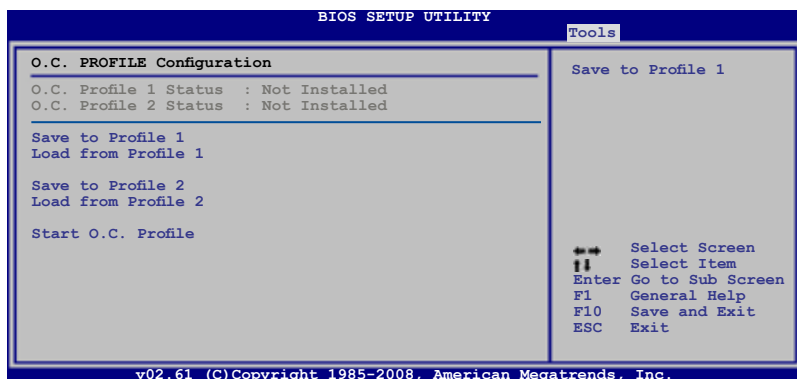 BIOS SETUP UTILITY
Tools
O.C. PROFILE Configuration
O.C. Profile 1 Status : Not Installed
O.C. Profile 2 Status : Not Installed
Save to Profile 1
Load from Profile 1
Save to Profile 2
Load from Profile 2
Start O.C. Profile
Save to Profile 1
Select Screen
Select Item
Enter Go to Sub Screen
F1 General Help
F10 Save and Exit
ESC Exit
v02.61 (C)Copyright 1985-2008, American Megatrends, Inc.